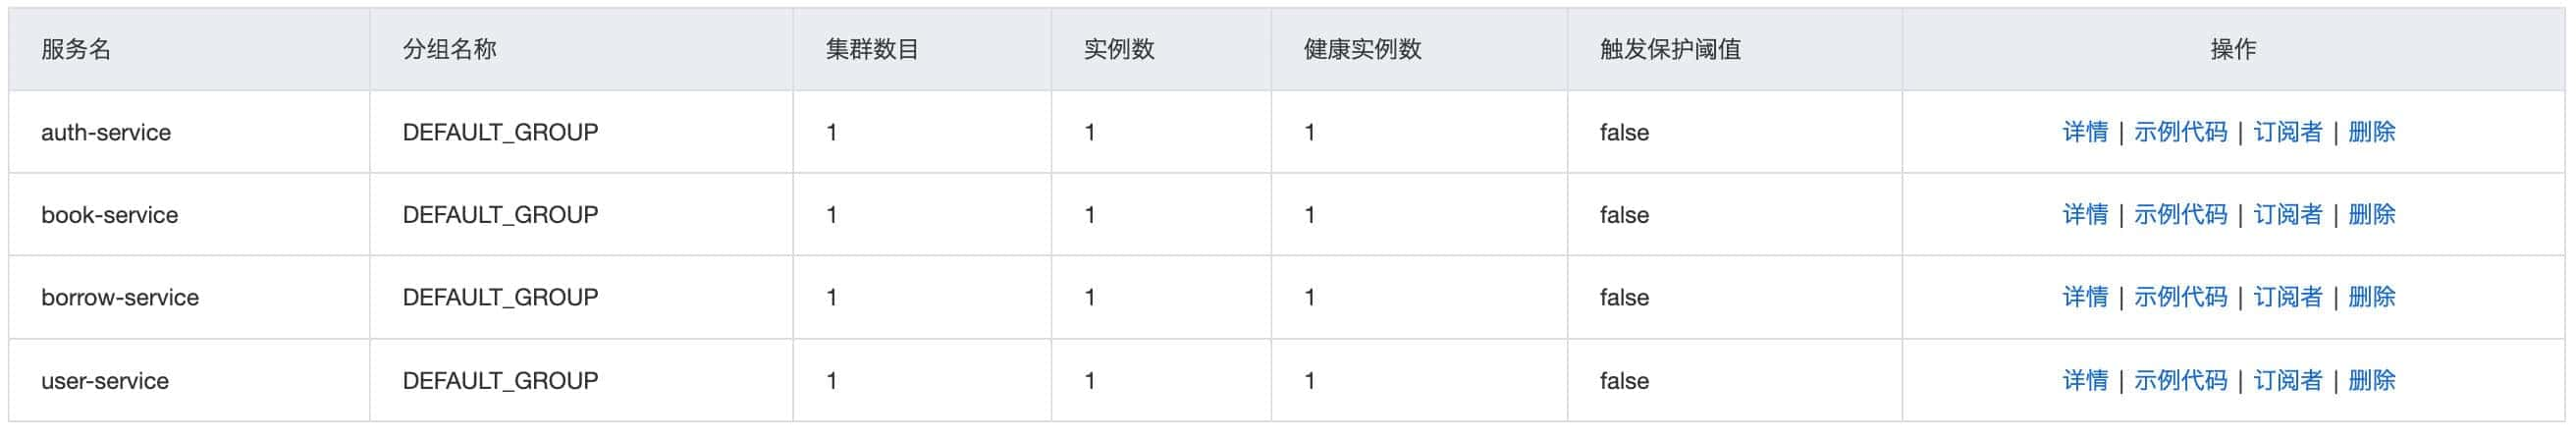 服务名 分组名称 集群数目 实例数 健康实例数 触发保护阈值 操作
auth-service DEFAULT_GROUP 1 1 1 false 详情 | 示例代码 | 订阅者 | 删除
book-service DEFAULT_GROUP 1 1 1 false 详情 | 示例代码 | 订阅者 | 删除
borrow-service DEFAULT_GROUP 1 1 1 false 详情 | 示例代码 | 订阅者 | 删除
user-service DEFAULT_GROUP 1 1 1 false 详情 | 示例代码 | 订阅者 | 删除